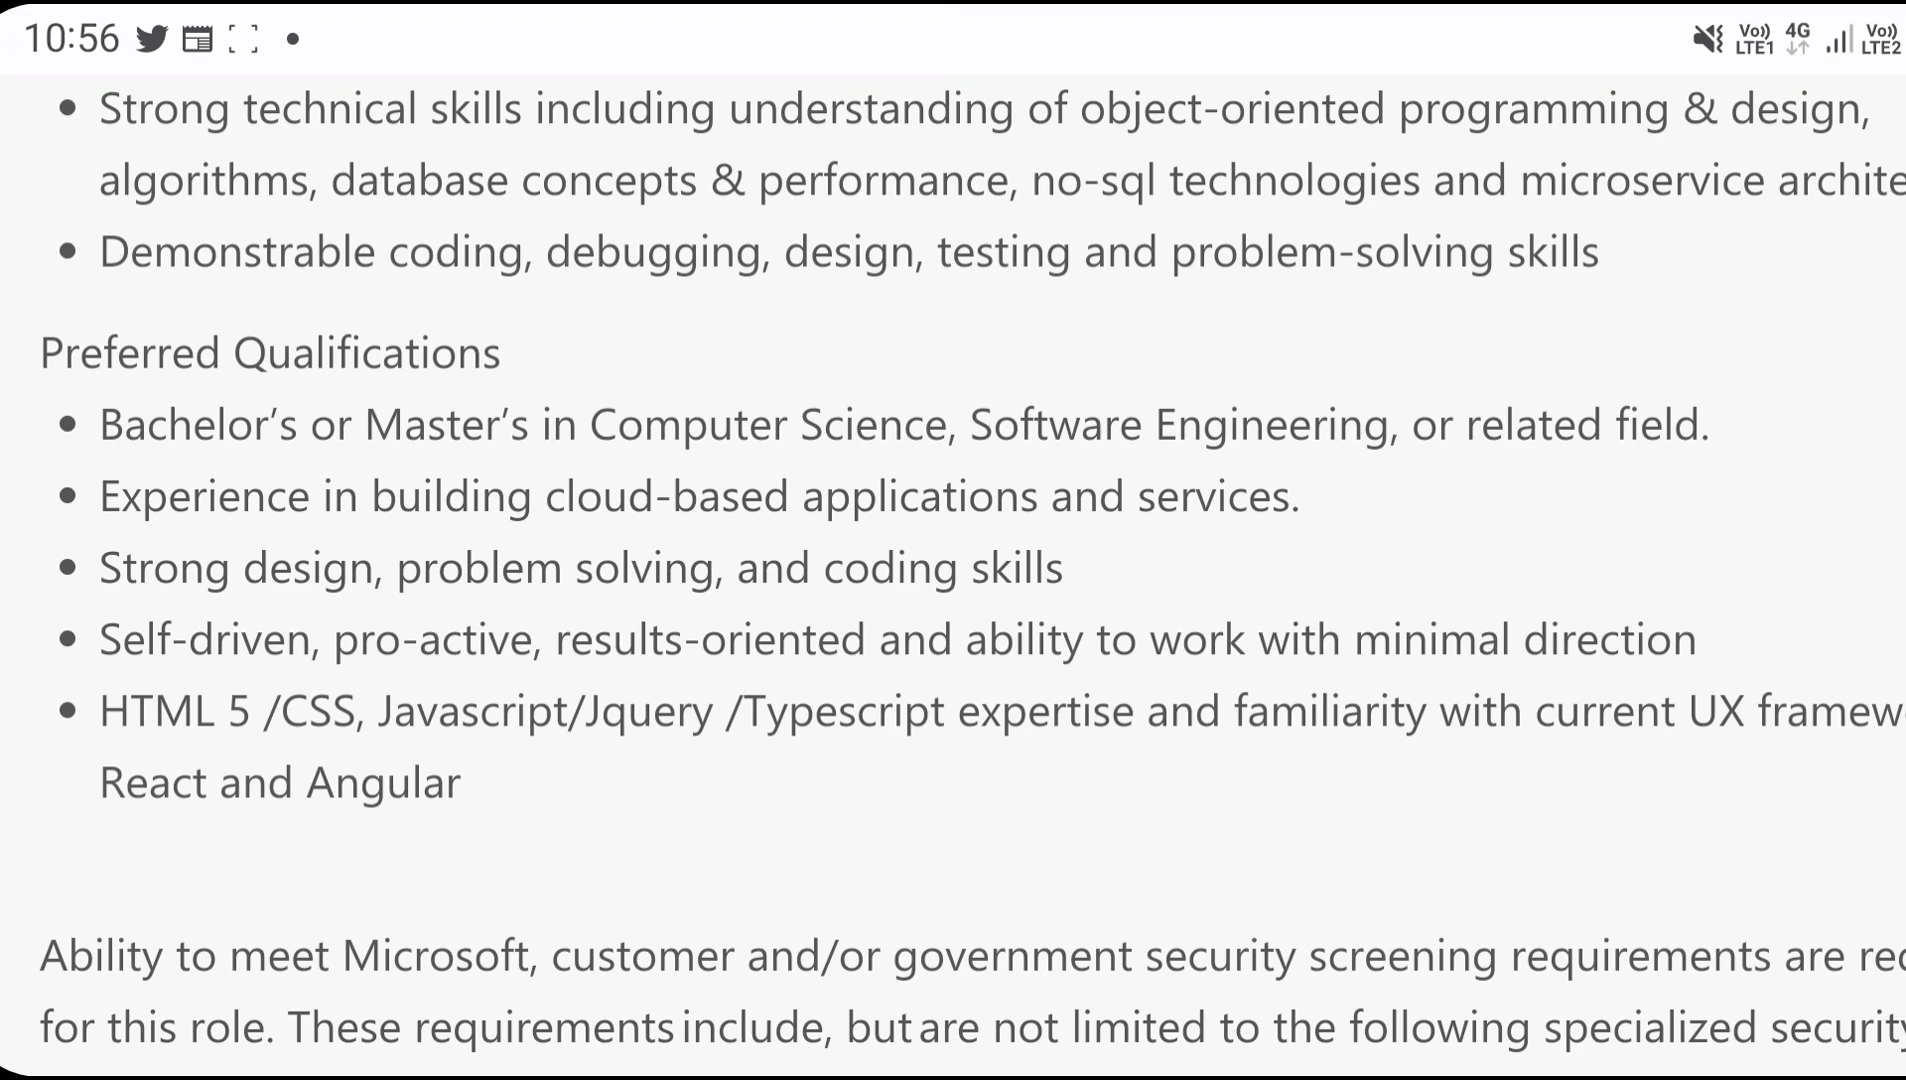 10:56 Vo)) LTE1 4G Vo)) LTE2
• Strong technical skills including understanding of object-oriented programming & design,
algorithms, database concepts & performance, no-sql technologies and microservice
• Demonstrable coding, debugging, design, testing and problem-solving skills
Preferred Qualifications
• Bachelor’s or Master’s in Computer Science, Software Engineering, or related field.
• Experience in building cloud-based applications and services.
• Strong design, problem solving, and coding skills
• Self-driven, pro-active, results-oriented and ability to work with minimal direction
• HTML 5 /CSS, Javascript/Jquery /Typescript expertise and familiarity with current UX
React and Angular
Ability to meet Microsoft, customer and/or government security screening requirements are
for this role. These requirements include, but are not limited to the following specialized security